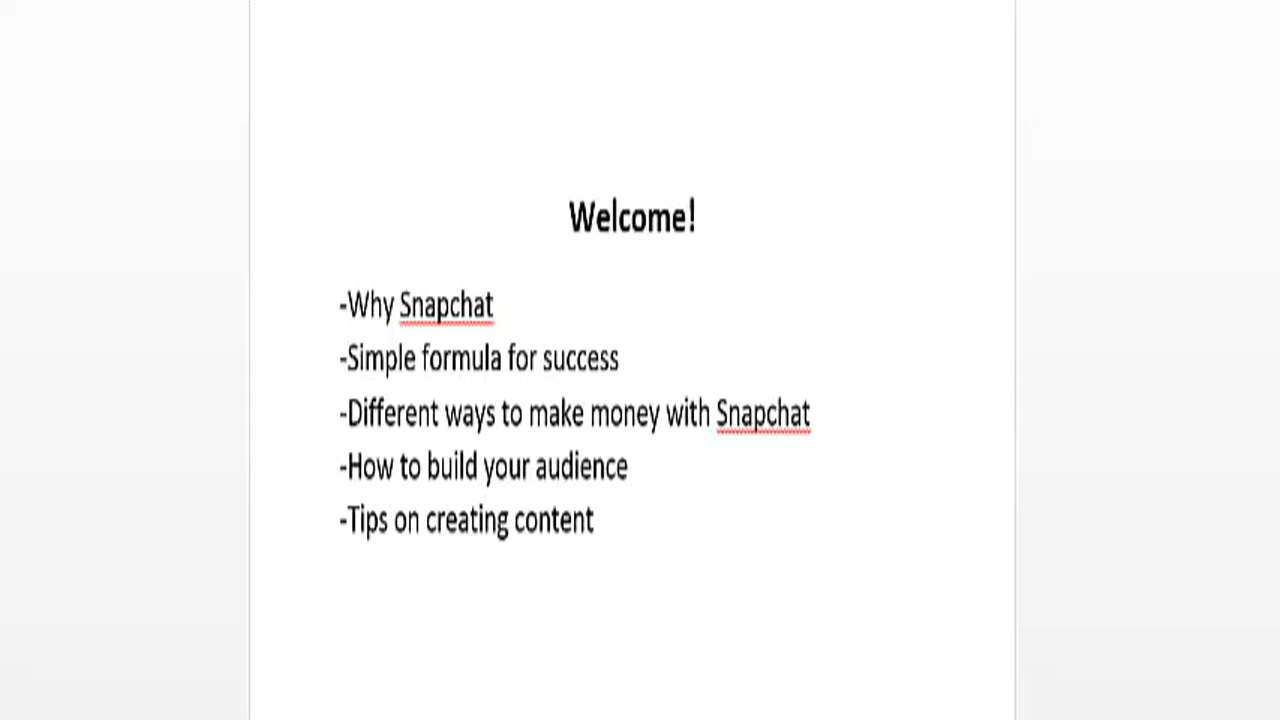 Welcome!
-Why Snapchat
-Simple formula for success
-Different ways to make money with Snapchat
-How to build your audience
-Tips on creating content